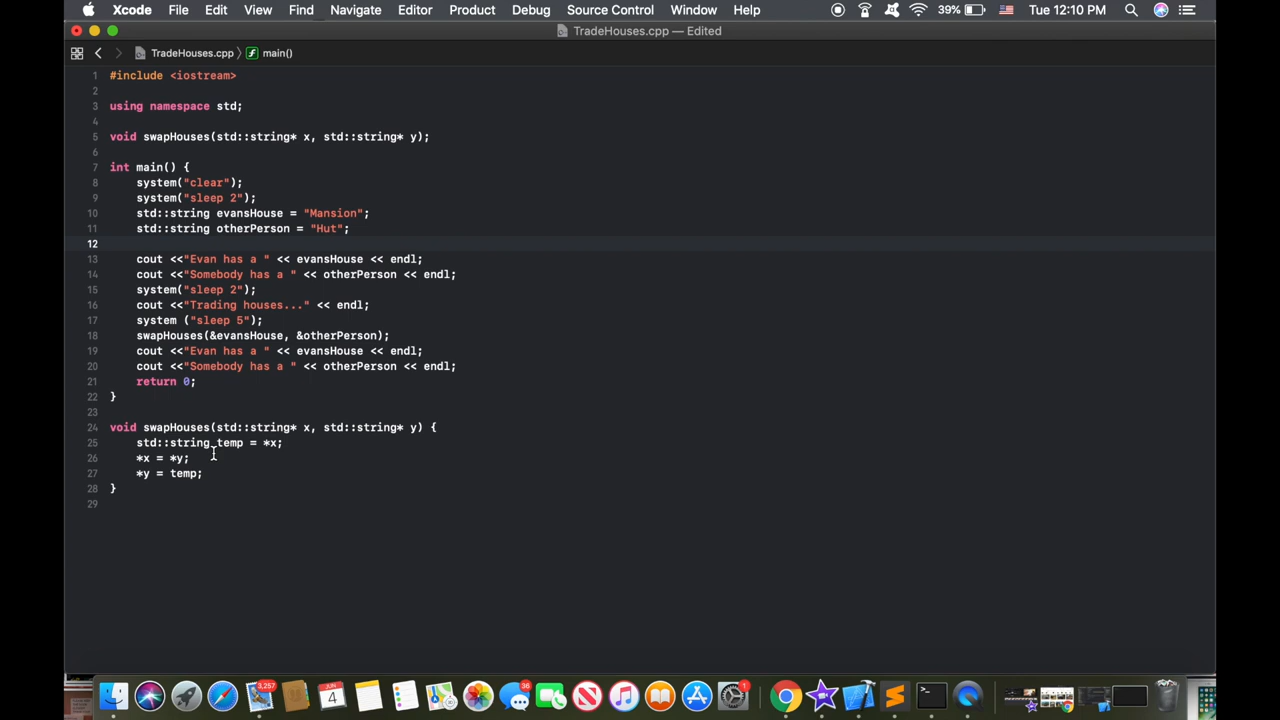 Xcode File Edit View Find Navigate Editor Product Debug Source Control Window Help 39% Tue 12:10 PM
TradeHouses.cpp — Edited
TradeHouses.cpp main()
1 #include <iostream>
2
3 using namespace std;
4
5 void swapHouses(std::string* x, std::string* y);
6
7 int main() {
8 system("clear");
9 system("sleep 2");
10 std::string evansHouse = "Mansion";
11 std::string otherPerson = "Hut";
12
13 cout <<"Evan has a " << evansHouse << endl;
14 cout <<"Somebody has a " << otherPerson << endl;
15 system("sleep 2");
16 cout <<"Trading houses..." << endl;
17 system ("sleep 5");
18 swapHouses(&evansHouse, &otherPerson);
19 cout <<"Evan has a " << evansHouse << endl;
20 cout <<"Somebody has a " << otherPerson << endl;
21 return 0;
22 }
23
24 void swapHouses(std::string* x, std::string* y) {
25 std::string temp = *x;
26 *x = *y;
27 *y = temp;
28 }
29
3,257 JUN 4 36 1